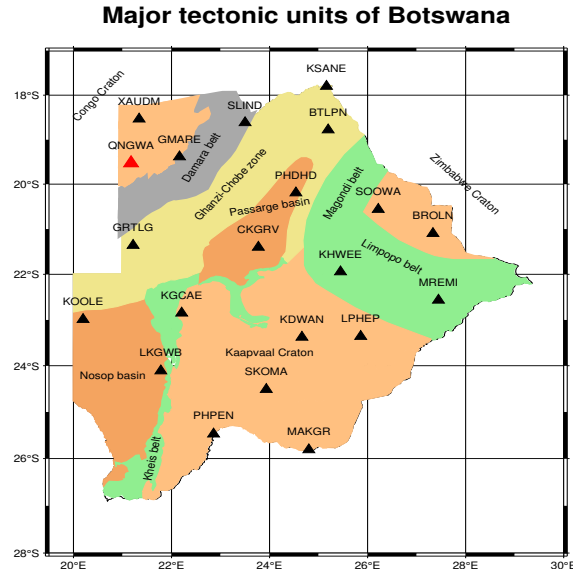 Major tectonic units of Botswana
Congo Craton
KSANE
18°S
XAUDM
SLIND
BTLPN
QNGWA
GMARE
Damara belt
Ghanzi-Chobe zone
Magondi belt
Zimbabwe Craton
PHDHD
20°S
SOOWA
Passarge basin
BROLN
GRTLG
CKGRV
Limpopo belt
KHWEE
22°S
MREMI
KOOLE
KGCAE
KDWAN
LPHEP
LKGWB
Kaapvaal Craton
24°S
Nosop basin
SKOMA
PHPEN
MAKGR
Kheis belt
26°S
28°S
20°E
22°E
24°E
26°E
28°E
30°E